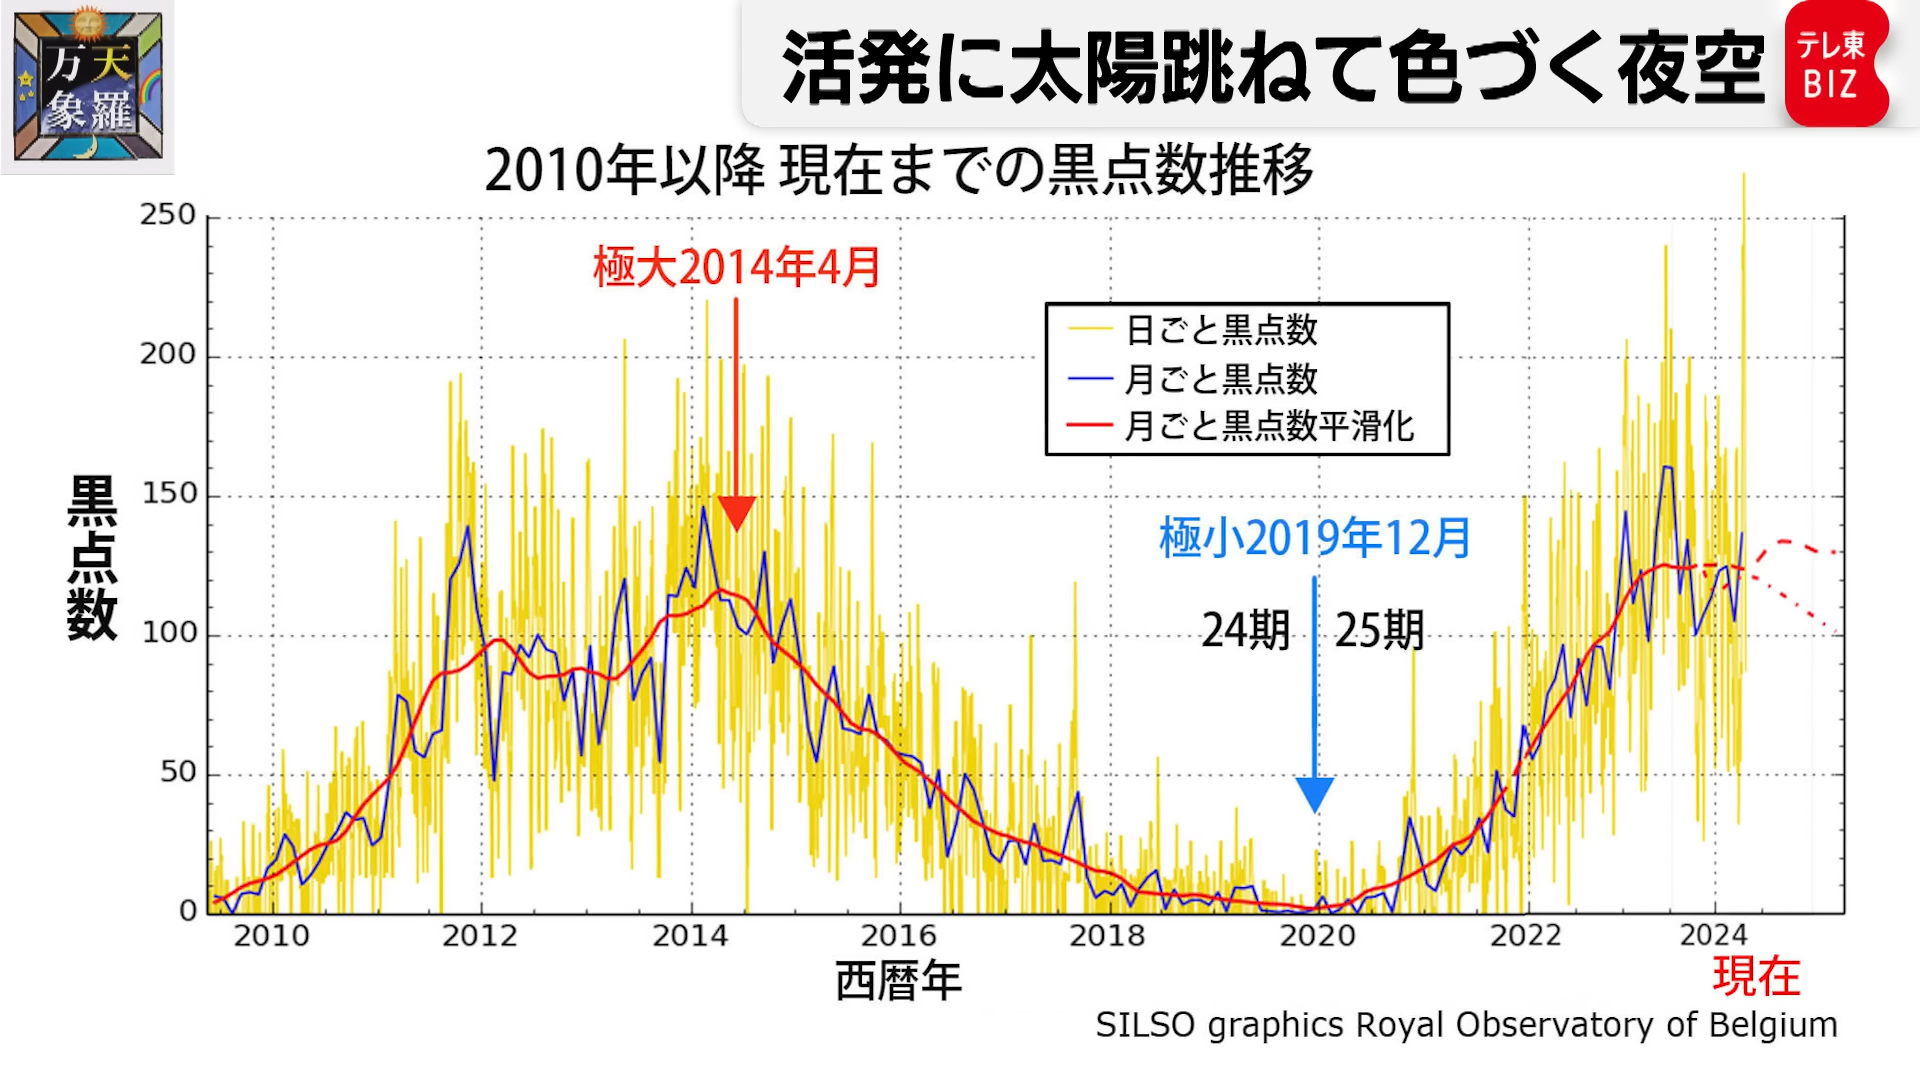 天
万
羅
象
活発に太陽跳ねて色づく夜空
テレ東
BIZ
2010年以降 現在までの黒点数推移
250
200
150
100
50
0
黒点数
極大2014年4月
日ごと黒点数
月ごと黒点数
月ごと黒点数平滑化
極小2019年12月
24期
25期
2010 2012 2014 2016 2018 2020 2022 2024
西暦年
現在
SILSO graphics Royal Observatory of Belgium